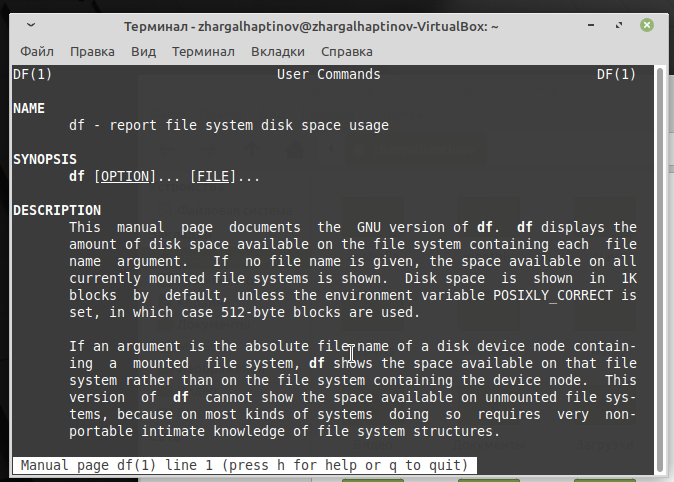 Терминал - zhargalhaptinov@zhargalhaptinov-VirtualBox: ~
Файл Правка Вид Терминал Вкладки Справка
DF(1) User Commands DF(1)
NAME
df - report file system disk space usage
SYNOPSIS
df [OPTION]... [FILE]...
DESCRIPTION
This manual page documents the GNU version of df. df displays the
amount of disk space available on the file system containing each file
name argument. If no file name is given, the space available on all
currently mounted file systems is shown. Disk space is shown in 1K
blocks by default, unless the environment variable POSIXLY_CORRECT is
set, in which case 512-byte blocks are used.
If an argument is the absolute file name of a disk device node contain-
ing a mounted file system, df shows the space available on that file
system rather than on the file system containing the device node. This
version of df cannot show the space available on unmounted file sys-
tems, because on most kinds of systems doing so requires very non-
portable intimate knowledge of file system structures.
Manual page df(1) line 1 (press h for help or q to quit)